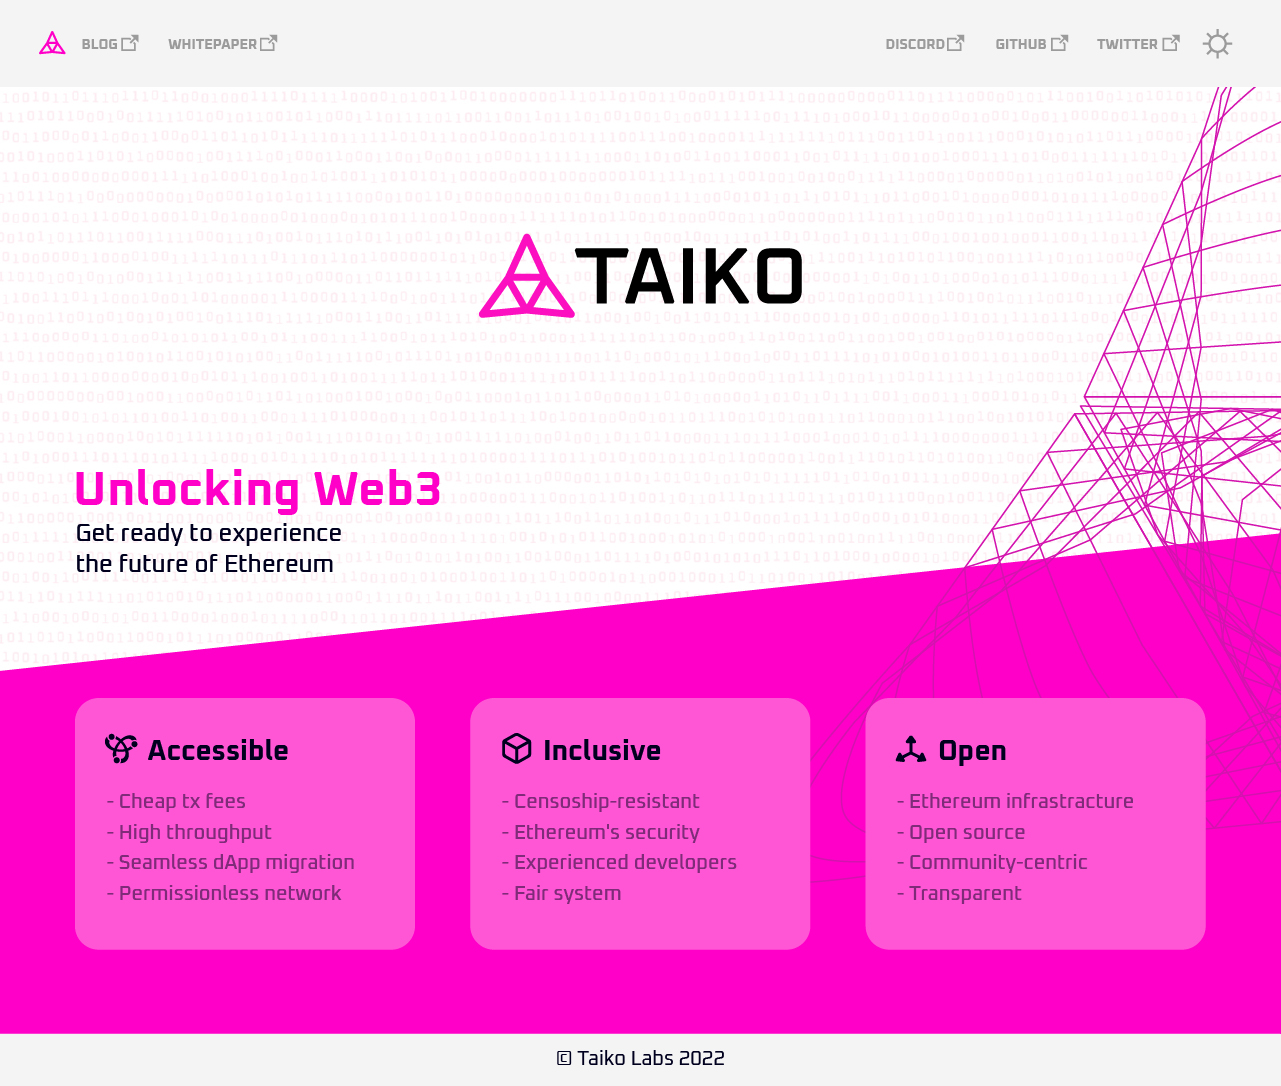 BLOG WHITEPAPER DISCORD GITHUB TWITTER
TAIKO
Unlocking Web3
Get ready to experience
the future of Ethereum
Accessible
- Cheap tx fees
- High throughput
- Seamless dApp migration
- Permissionless network
Inclusive
- Censoship-resistant
- Ethereum's security
- Experienced developers
- Fair system
Open
- Ethereum infrastracture
- Open source
- Community-centric
- Transparent
© Taiko Labs 2022